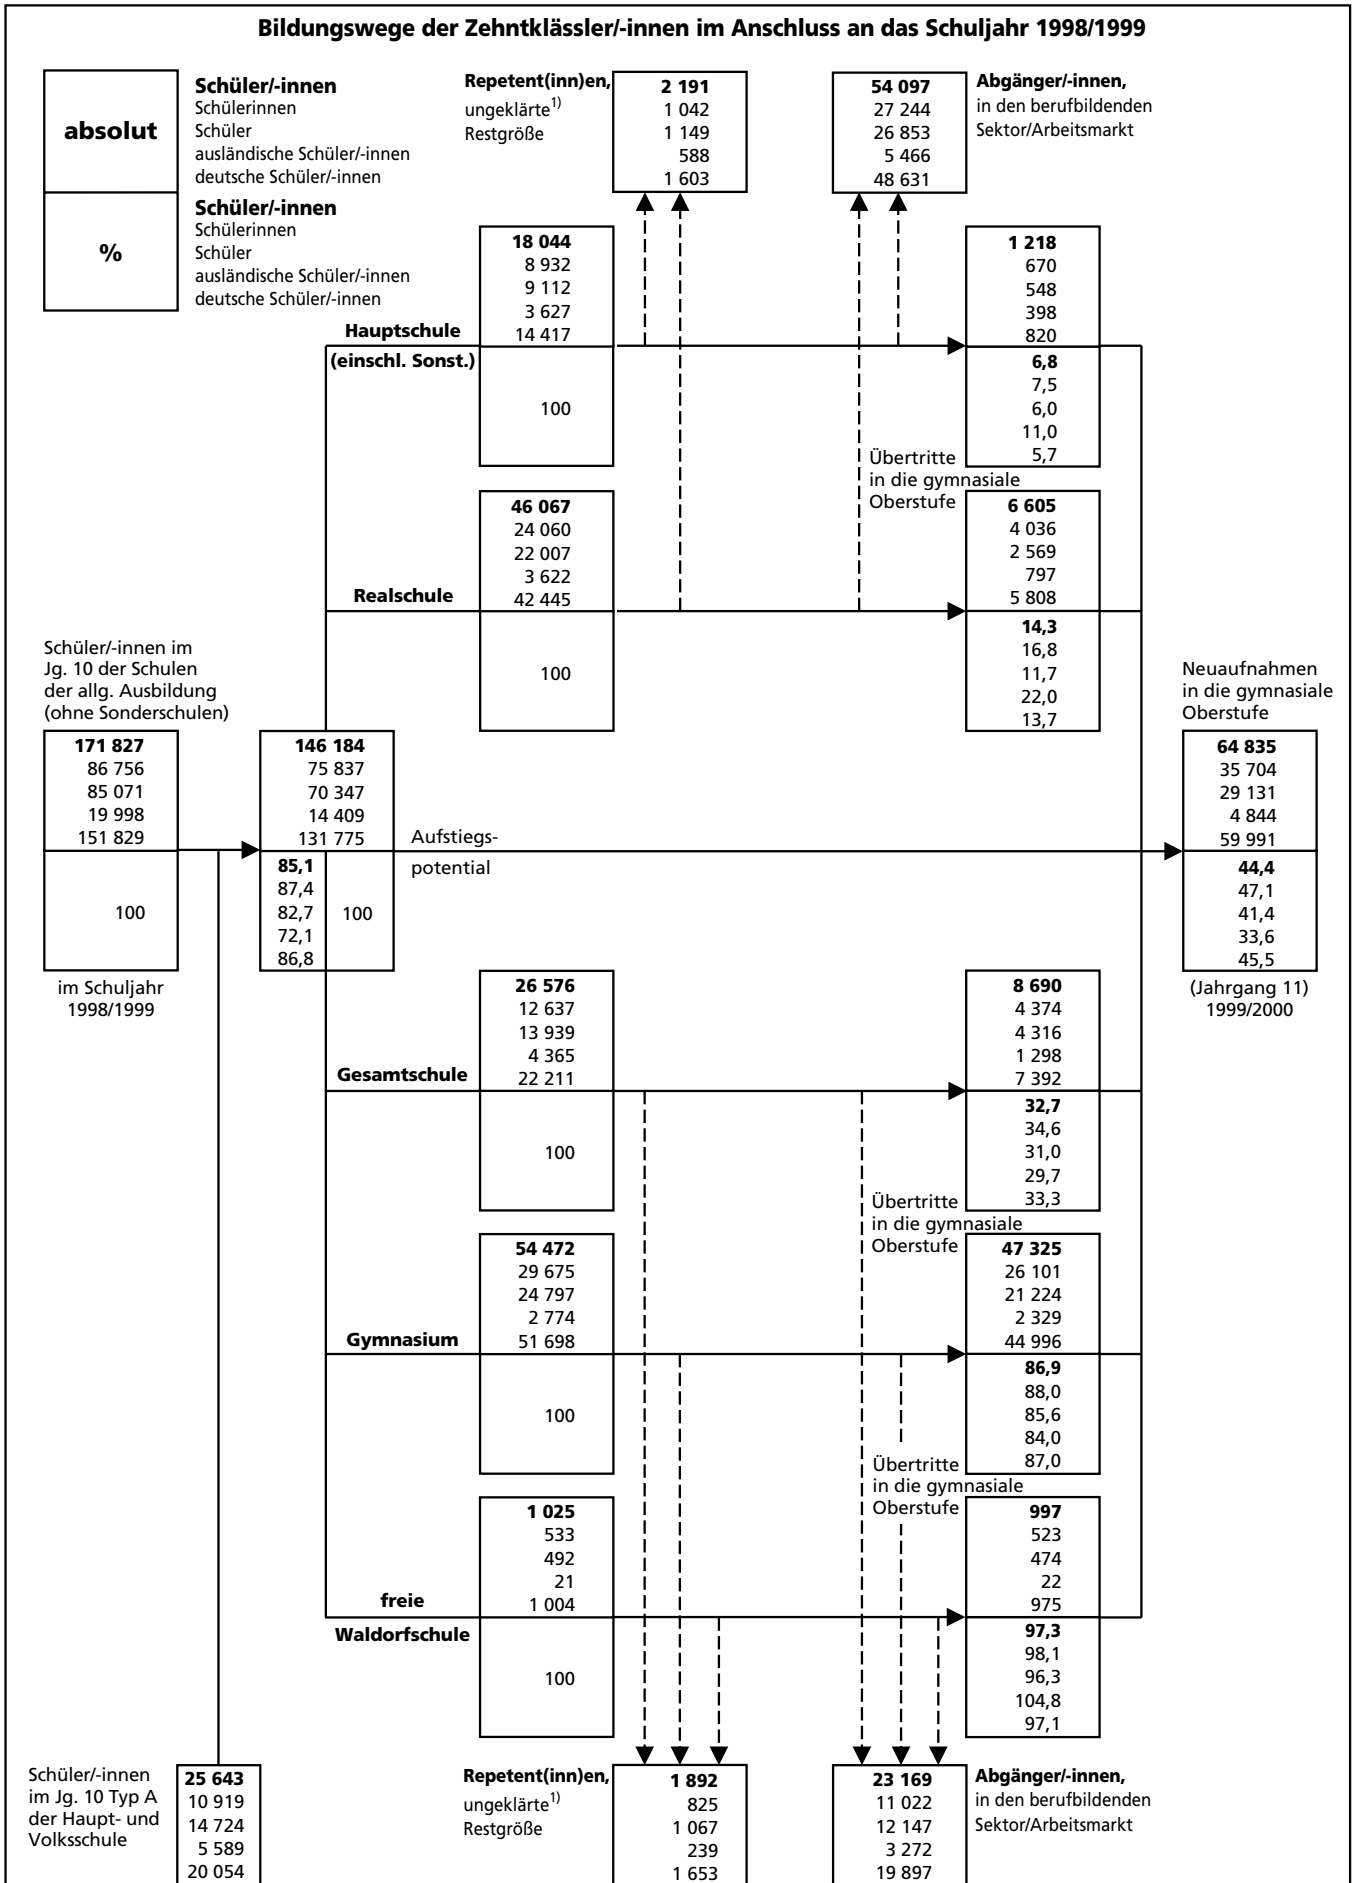 Bildungswege der Zehntklässler/-innen im Anschluss an das Schuljahr 1998/1999
absolut
Schüler/-innen
Schülerinnen
Schüler
ausländische Schüler/-innen
deutsche Schüler/-innen
%
Schüler/-innen
Schülerinnen
Schüler
ausländische Schüler/-innen
deutsche Schüler/-innen
Repetent(inn)en,
ungeklärte1)
Restgröße
2 191
1 042
1 149
588
1 603
54 097
27 244
26 853
5 466
48 631
Abgänger/-innen,
in den berufbildenden
Sektor/Arbeitsmarkt
Hauptschule
(einschl. Sonst.)
18 044
8 932
9 112
3 627
14 417
100
1 218
670
548
398
820
6,8
7,5
6,0
11,0
5,7
Übertritte
in die gymnasiale
Oberstufe
Realschule
46 067
24 060
22 007
3 622
42 445
100
6 605
4 036
2 569
797
5 808
14,3
16,8
11,7
22,0
13,7
Schüler/-innen im
Jg. 10 der Schulen
der allg. Ausbildung
(ohne Sonderschulen)
171 827
86 756
85 071
19 998
151 829
100
im Schuljahr
1998/1999
146 184
75 837
70 347
14 409
131 775
85,1
87,4
82,7
72,1
86,8
100
Aufstiegs-
potential
Neuaufnahmen
in die gymnasiale
Oberstufe
64 835
35 704
29 131
4 844
59 991
44,4
47,1
41,4
33,6
45,5
(Jahrgang 11)
1999/2000
Gesamtschule
26 576
12 637
13 939
4 365
22 211
100
8 690
4 374
4 316
1 298
7 392
32,7
34,6
31,0
29,7
33,3
Übertritte
in die gymnasiale
Oberstufe
Gymnasium
54 472
29 675
24 797
2 774
51 698
100
47 325
26 101
21 224
2 329
44 996
86,9
88,0
85,6
84,0
87,0
Übertritte
in die gymnasiale
Oberstufe
freie
Waldorfschule
1 025
533
492
21
1 004
100
997
523
474
22
975
97,3
98,1
96,3
104,8
97,1
Schüler/-innen
im Jg. 10 Typ A
der Haupt- und
Volksschule
25 643
10 919
14 724
5 589
20 054
Repetent(inn)en,
ungeklärte1)
Restgröße
1 892
825
1 067
239
1 653
23 169
11 022
12 147
3 272
19 897
Abgänger/-innen,
in den berufbildenden
Sektor/Arbeitsmarkt